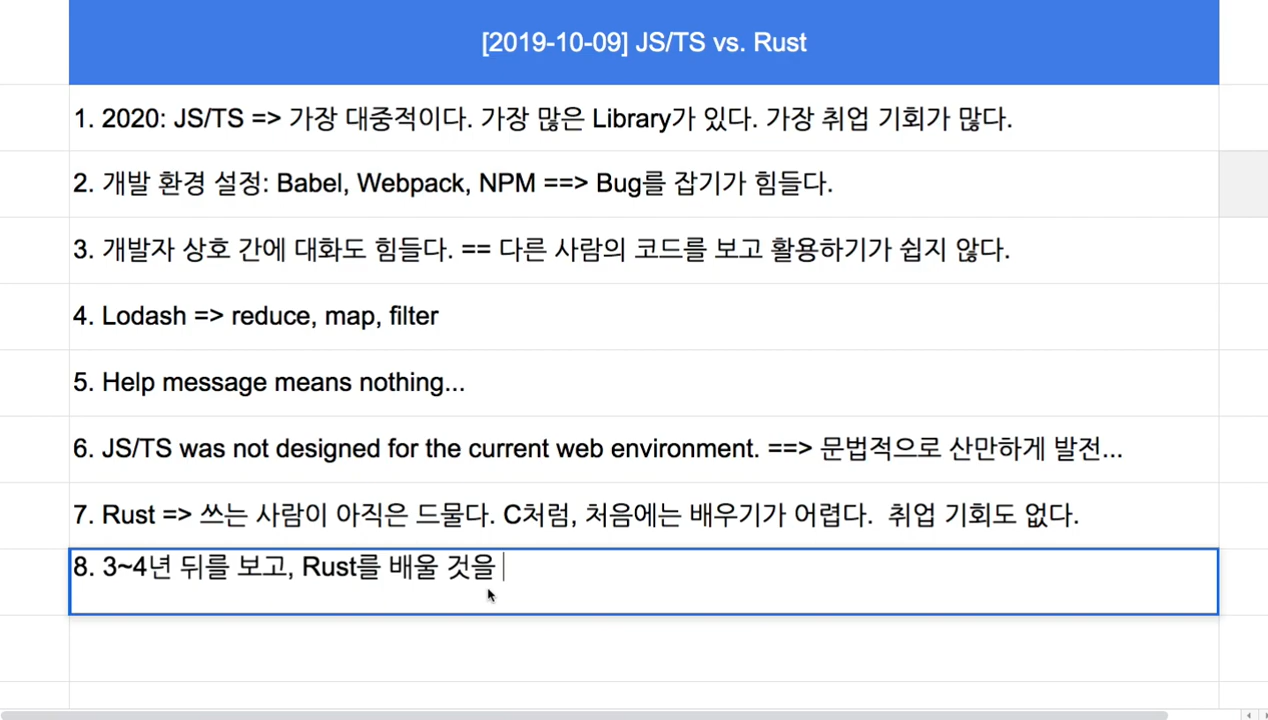 [2019-10-09] JS/TS vs. Rust
1. 2020: JS/TS => 가장 대중적이다. 가장 많은 Library가 있다. 가장 취업 기회가 많다.
2. 개발 환경 설정: Babel, Webpack, NPM ==> Bug를 잡기가 힘들다.
3. 개발자 상호 간에 대화도 힘들다. == 다른 사람의 코드를 보고 활용하기가 쉽지 않다.
4. Lodash => reduce, map, filter
5. Help message means nothing...
6. JS/TS was not designed for the current web environment. ==> 문법적으로 산만하게 발전...
7. Rust => 쓰는 사람이 아직은 드물다. C처럼, 처음에는 배우기가 어렵다.  취업 기회도 없다.
8. 3~4년 뒤를 보고, Rust를 배울 것을